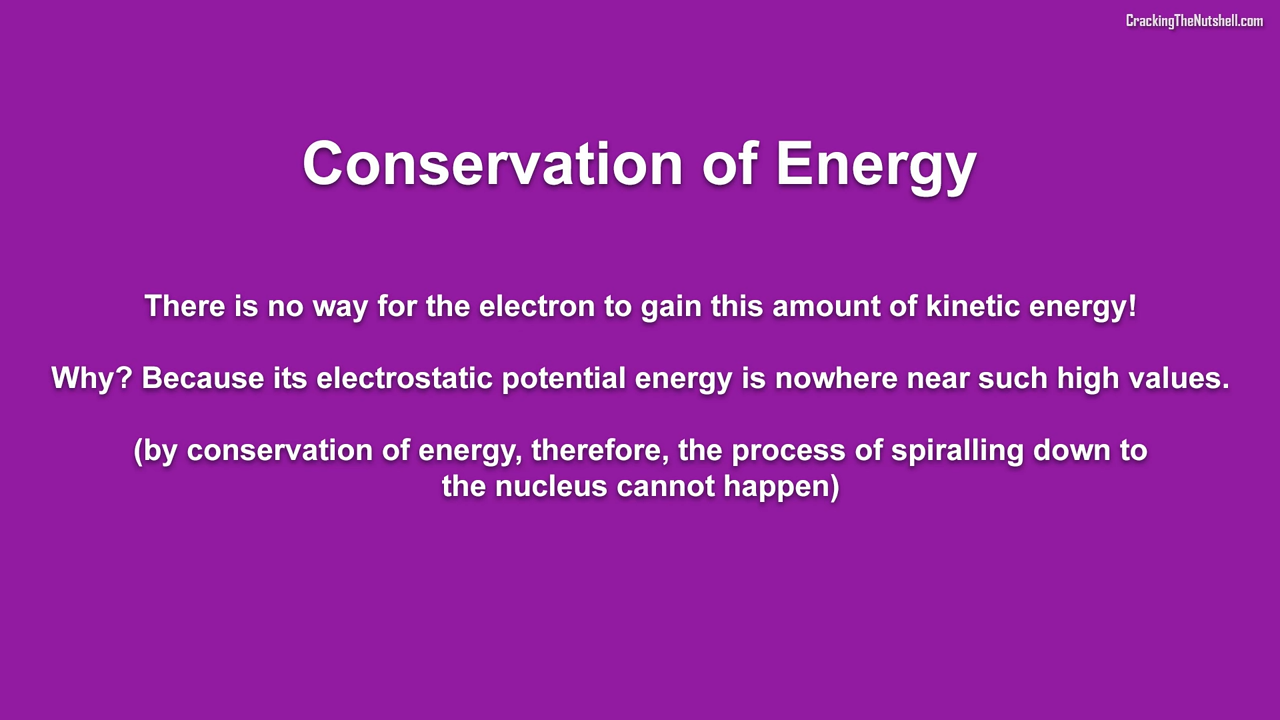 CrackingTheNutshell.com
Conservation of Energy
There is no way for the electron to gain this amount of kinetic energy!
Why? Because its electrostatic potential energy is nowhere near such high values.
(by conservation of energy, therefore, the process of spiralling down to
the nucleus cannot happen)